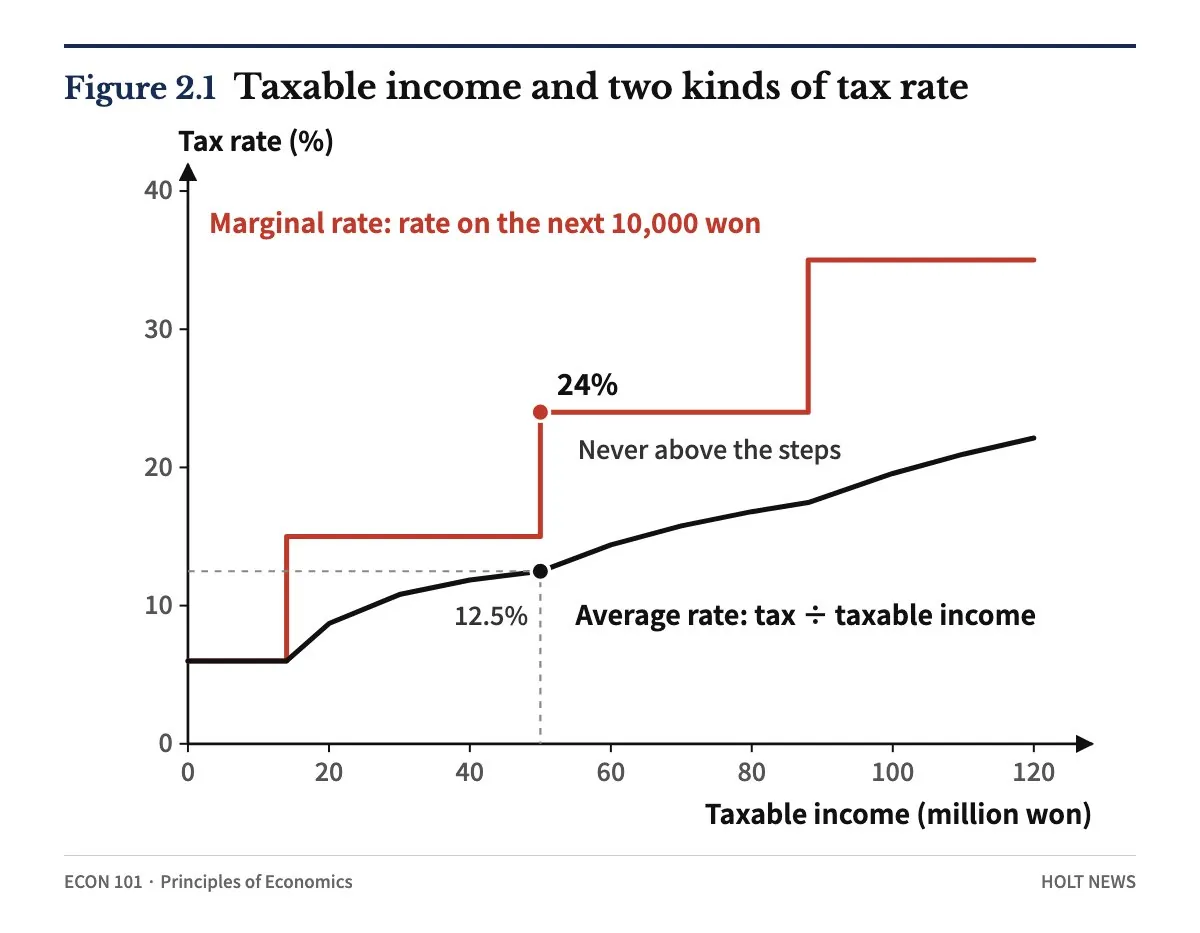 Figure 2.1 Taxable income and two kinds of tax rate
Tax rate (%)
40
Marginal rate: rate on the next 10,000 won
30
24%
Never above the steps
20
10
12.5%
Average rate: tax ÷ taxable income
0
0 20 40 60 80 100 120
Taxable income (million won)
ECON 101 · Principles of Economics
HOLT NEWS